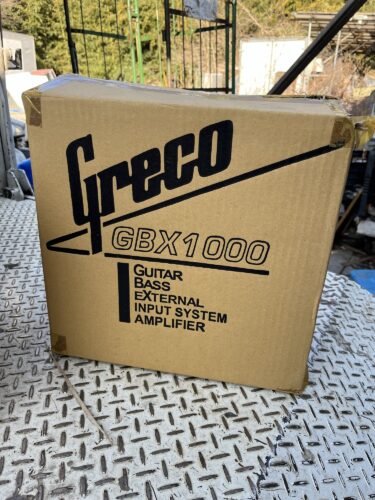 Greco
GBX1000
GUITAR
BASS
EXTERNAL
INPUT SYSTEM
AMPLIFIER